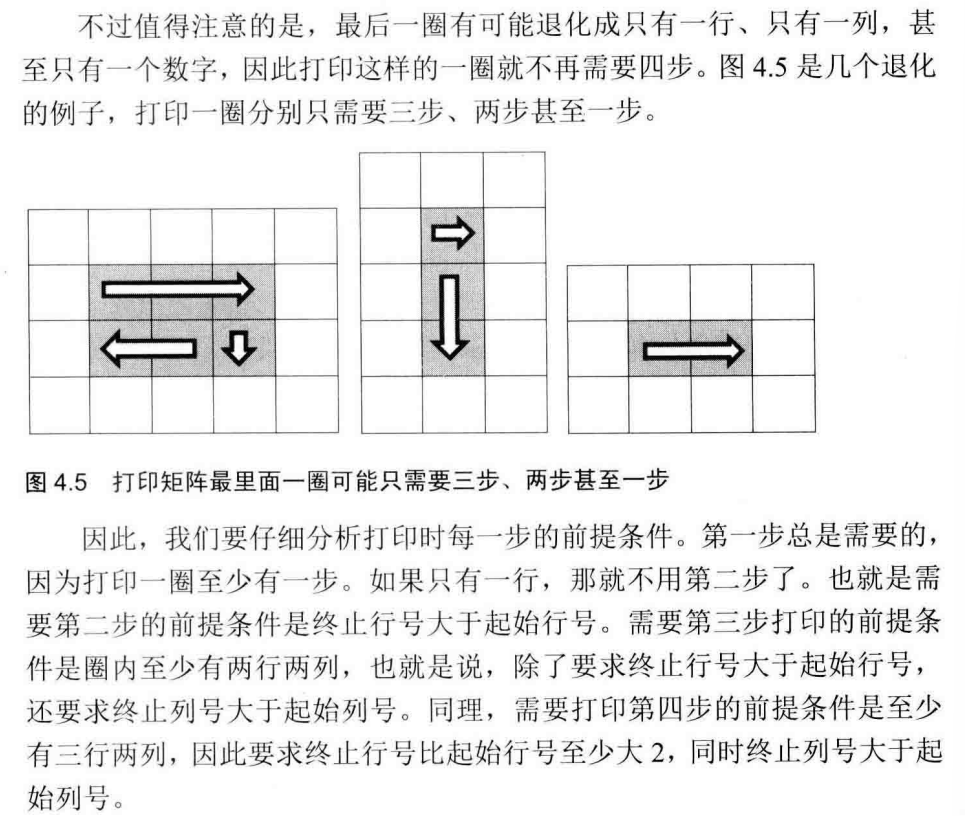 不过值得注意的是，最后一圈有可能退化成只有一行、只有一列，甚
至只有一个数字，因此打印这样的一圈就不再需要四步。图 4.5 是几个退化
的例子，打印一圈分别只需要三步、两步甚至一步。
图 4.5 打印矩阵最里面一圈可能只需要三步、两步甚至一步
因此，我们要仔细分析打印时每一步的前提条件。第一步总是需要的，
因为打印一圈至少有一步。如果只有一行，那就不用第二步了。也就是需
要第二步的前提条件是终止行号大于起始行号。需要第三步打印的前提条
件是圈内至少有两行两列，也就是说，除了要求终止行号大于起始行号，
还要求终止列号大于起始列号。同理，需要打印第四步的前提条件是至少
有三行两列，因此要求终止行号比起始行号至少大 2，同时终止列号大于起
始列号。